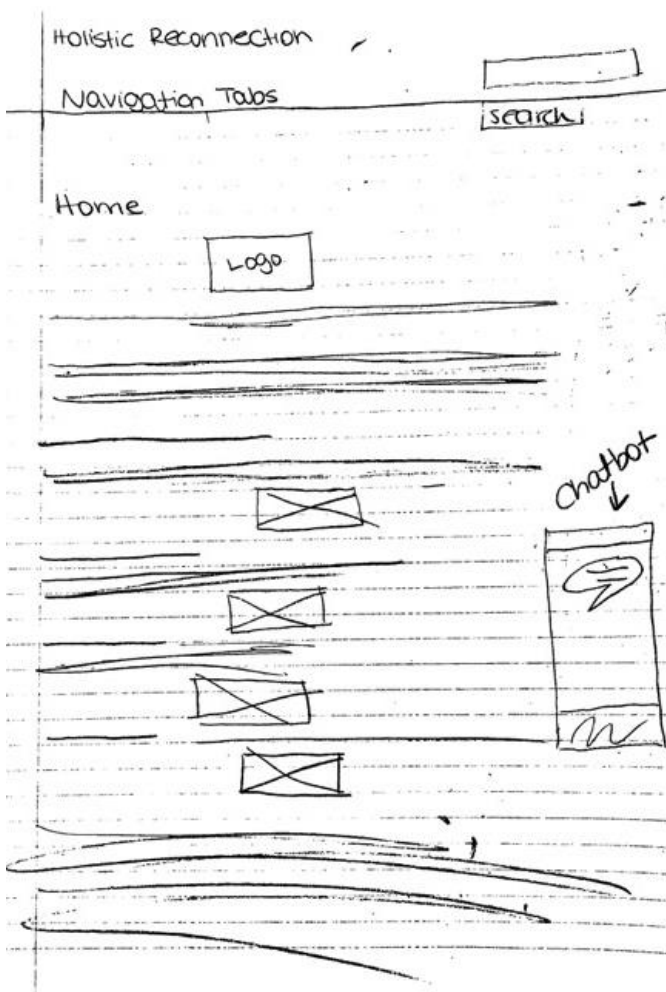 Holistic Reconnection
Navigation Tabs
search
Home
Logo
Chatbot